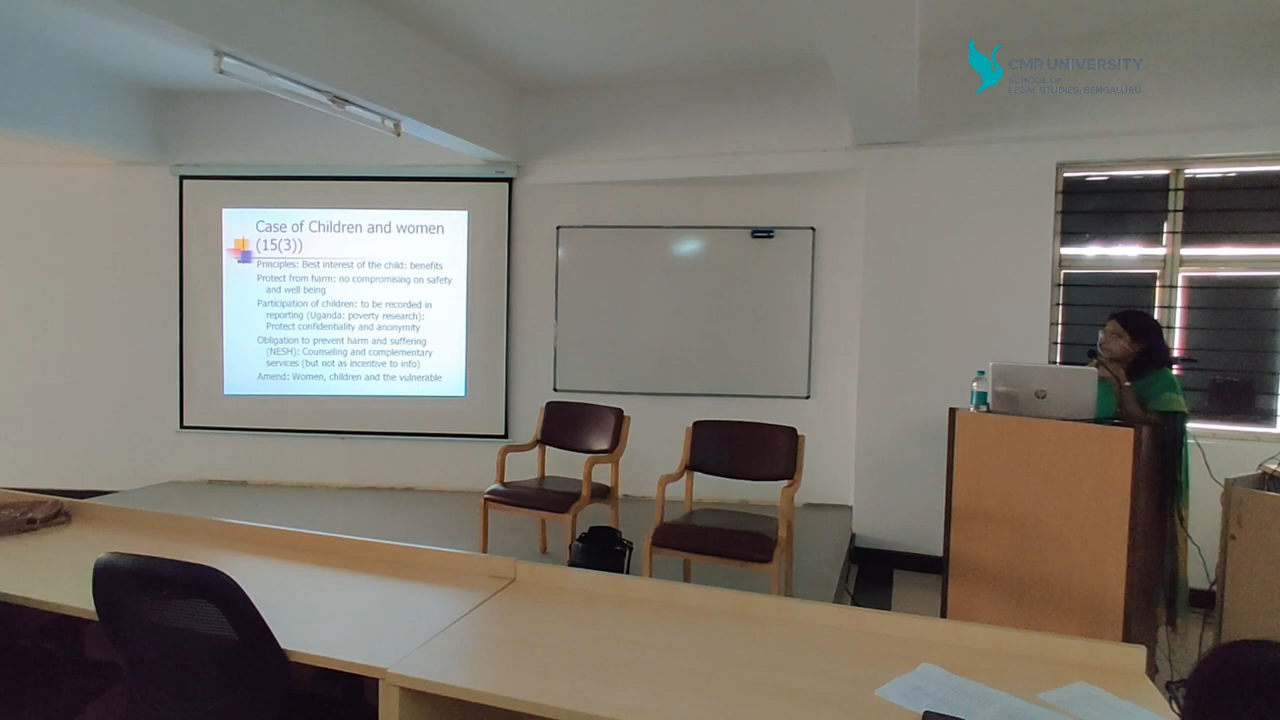 CMR UNIVERSITY
SCHOOL OF
LEGAL STUDIES, BENGALURU.
Case of Children and women
(15(3))
Principles: Best interest of the child: benefits
Protect from harm: no compromising on safety
and well being
Participation of children: to be recorded in
reporting (Uganda: poverty research):
Protect confidentiality and anonymity
Obligation to prevent harm and suffering
(NESH): Counseling and complementary
services (but not as incentive to info)
Amend: Women, children and the vulnerable
hp